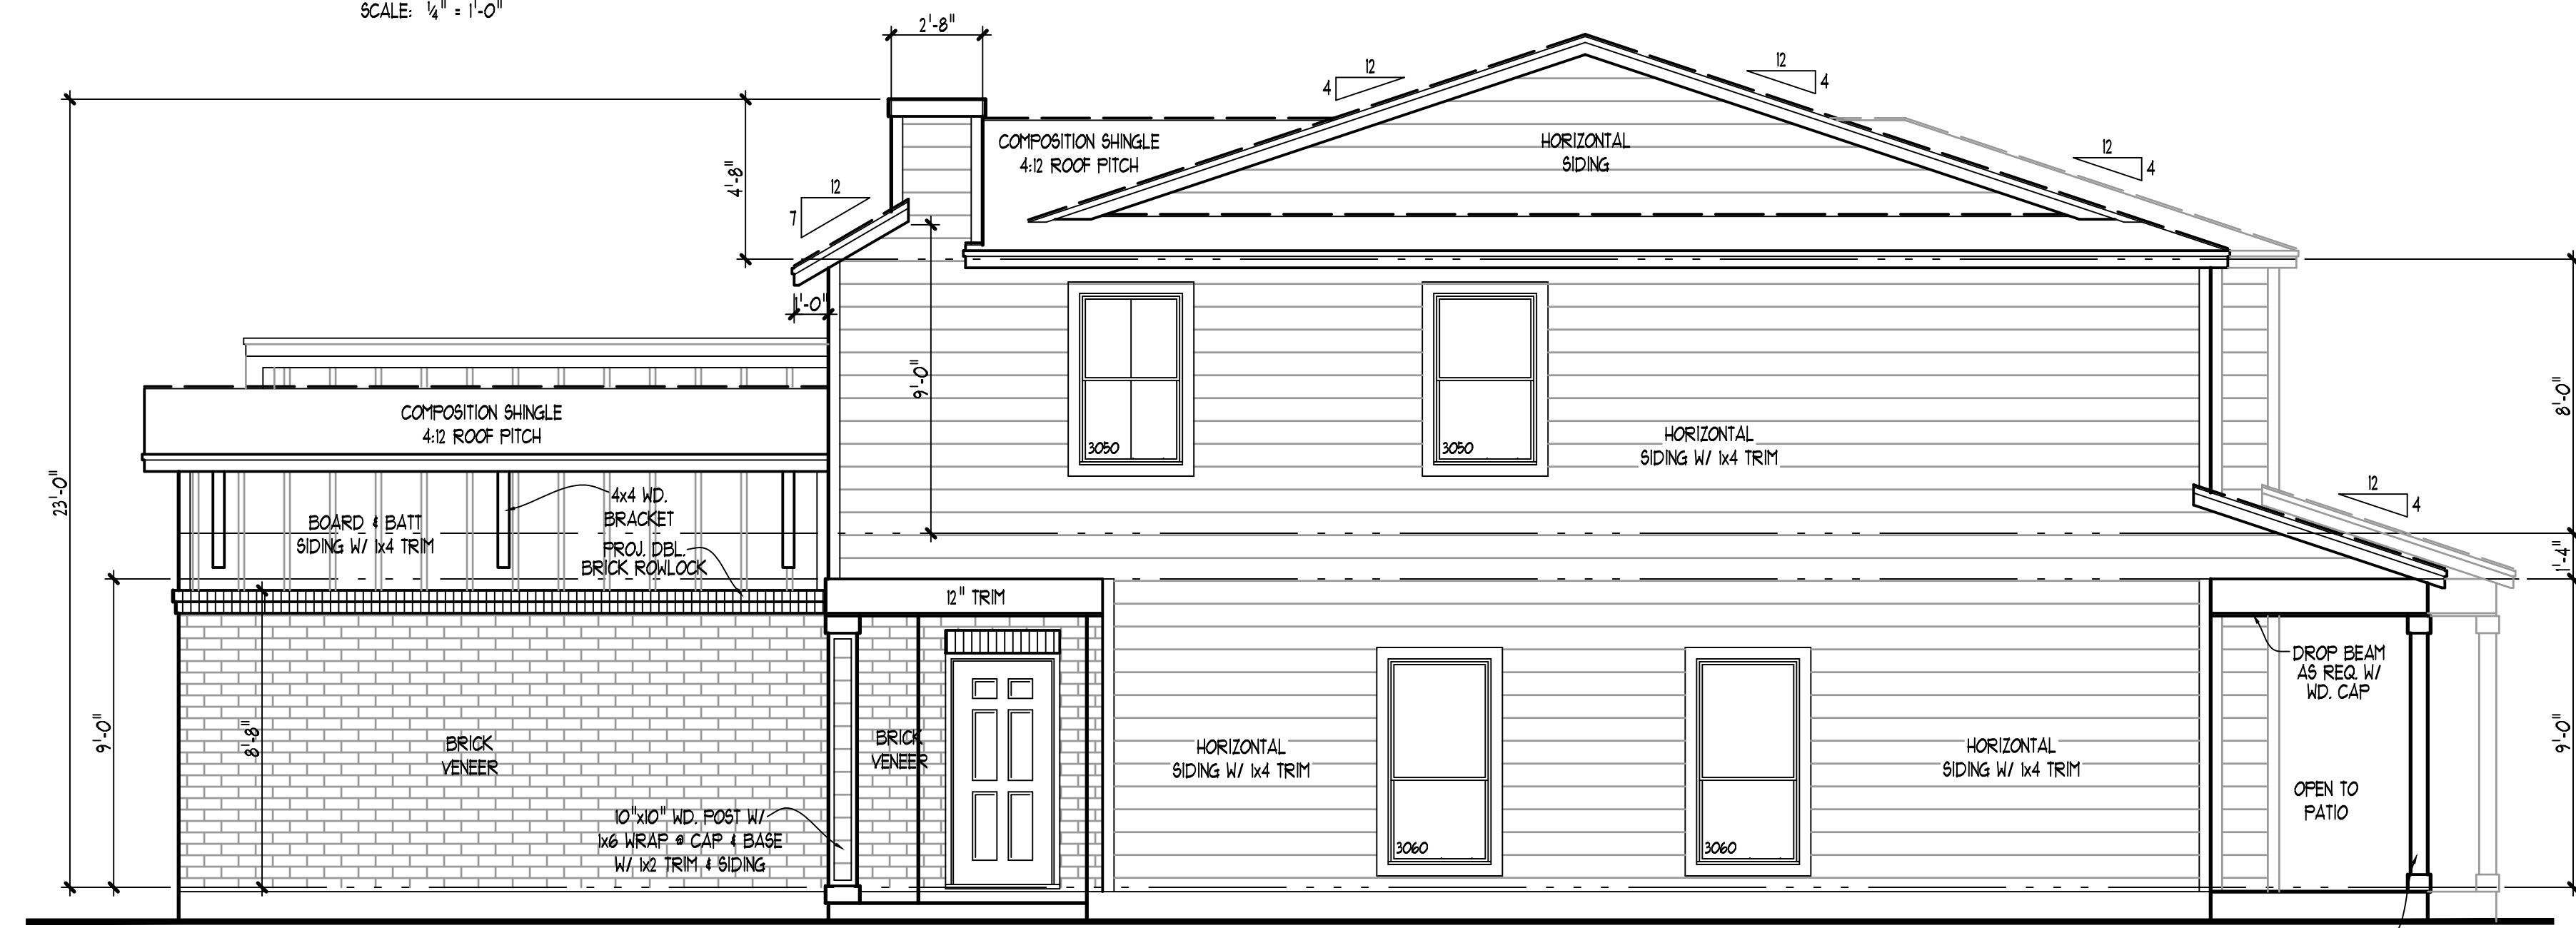 SCALE: 1/4" = 1'-0"
2'-8"
12
4
12
4
COMPOSITION SHINGLE
4:12 ROOF PITCH
HORIZONTAL
SIDING
12
4
4'-8"
12
7
1'-0"
9'-0"
8'-0"
COMPOSITION SHINGLE
4:12 ROOF PITCH
3050
3050
HORIZONTAL
SIDING W/ 1x4 TRIM
23'-0"
12
4
4x4 WD.
BRACKET
BOARD & BATT
SIDING W/ 1x4 TRIM
PROJ. DBL.
BRICK ROWLOCK
1'-4"
12" TRIM
DROP BEAM
AS REQ. W/
WD. CAP
9'-0"
8'-8"
BRICK
VENEER
BRICK
VENEER
HORIZONTAL
SIDING W/ 1x4 TRIM
HORIZONTAL
SIDING W/ 1x4 TRIM
9'-0"
OPEN TO
PATIO
10"x10" WD. POST W/
1x6 WRAP @ CAP & BASE
W/ 1x2 TRIM & SIDING
3060
3060